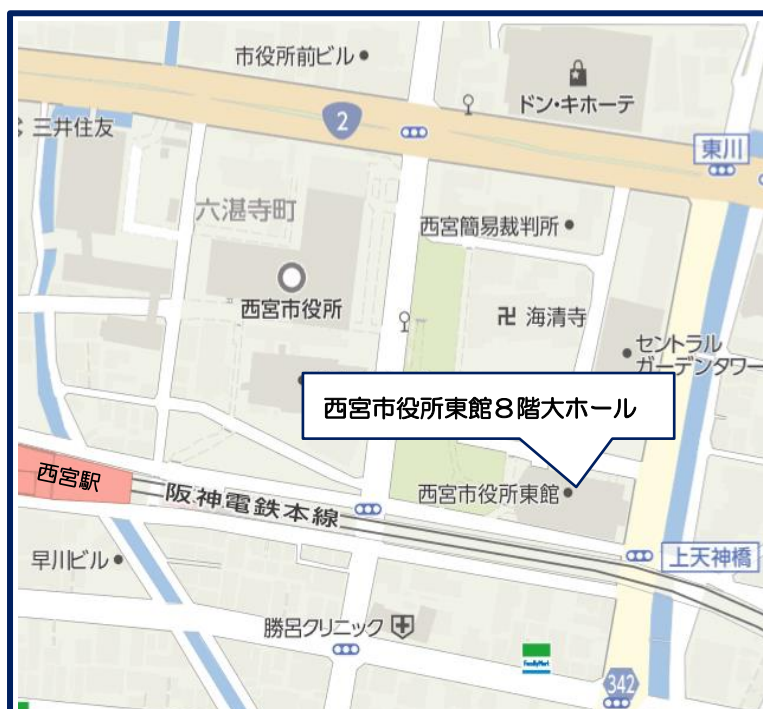 市役所前ビル
ドン・キホーテ
2
三井住友
東川
六湛寺町
西宮簡易裁判所
西宮市役所
卍 海清寺
セントラル
ガーデンタワー
西宮市役所東館8階大ホール
西宮駅
阪神電鉄本線
西宮市役所東館
早川ビル
上天神橋
勝呂クリニック
FamilyMart
342